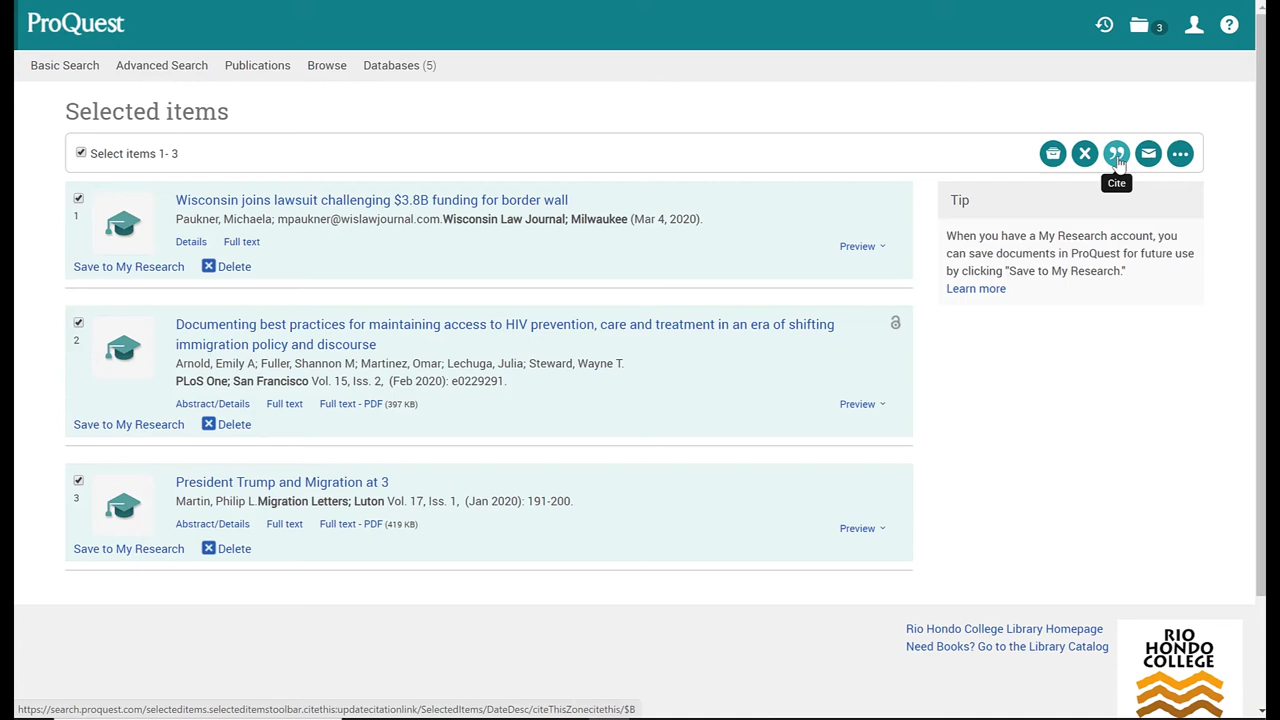 ProQuest
3
Basic Search Advanced Search Publications Browse Databases (5)
Selected items
Select items 1- 3
Cite
1
Wisconsin joins lawsuit challenging $3.8B funding for border wall
Paukner, Michaela; mpaukner@wislawjournal.com.Wisconsin Law Journal; Milwaukee (Mar 4, 2020).
Details Full text
Preview
Save to My Research Delete
Tip
When you have a My Research account, you
can save documents in ProQuest for future use
by clicking "Save to My Research."
Learn more
2
Documenting best practices for maintaining access to HIV prevention, care and treatment in an era of shifting
immigration policy and discourse
Arnold, Emily A; Fuller, Shannon M; Martinez, Omar; Lechuga, Julia; Steward, Wayne T.
PLoS One; San Francisco Vol. 15, Iss. 2, (Feb 2020): e0229291.
Abstract/Details Full text Full text - PDF (397 KB)
Preview
Save to My Research Delete
3
President Trump and Migration at 3
Martin, Philip L.Migration Letters; Luton Vol. 17, Iss. 1, (Jan 2020): 191-200.
Abstract/Details Full text Full text - PDF (419 KB)
Preview
Save to My Research Delete
Rio Hondo College Library Homepage
Need Books? Go to the Library Catalog
RIO
HONDO
COLLEGE
https://search.proquest.com/selecteditems.selecteditemstoolbar.citethis:updatecitationlink/SelectedItems/DateDesc/citeThisZonecitethis/$B